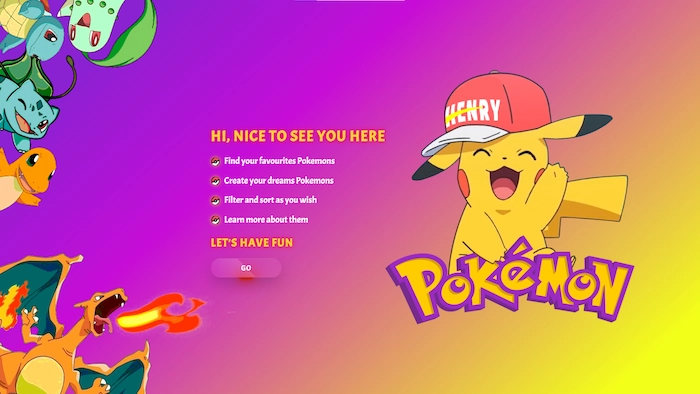 HENRY
HI, NICE TO SEE YOU HERE
Find your favourites Pokemons
Create your dreams Pokemons
Filter and sort as you wish
Learn more about them
LET'S HAVE FUN
GO
POKÉMON